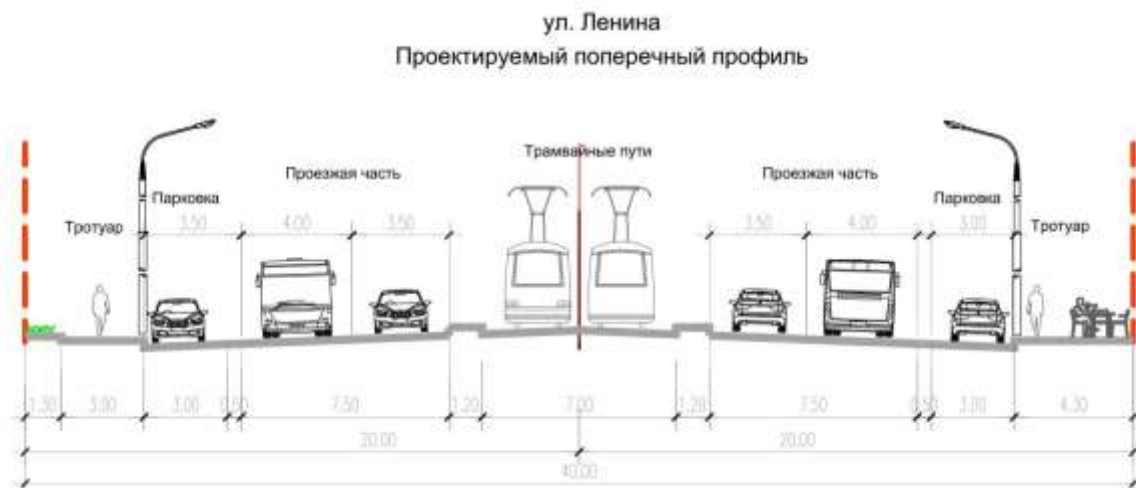 ул. Ленина
Проектируемый поперечный профиль
Трамвайные пути
Проезжая часть
Проезжая часть
Парковка
Парковка
Тротуар
Тротуар
3.50 4.00 3.50 3.50 4.00 3.00
1.30 3.00 3.00 0.50 7.50 1.20 7.00 1.20 7.50 0.50 3.00 4.30
20.00 20.00
40.00